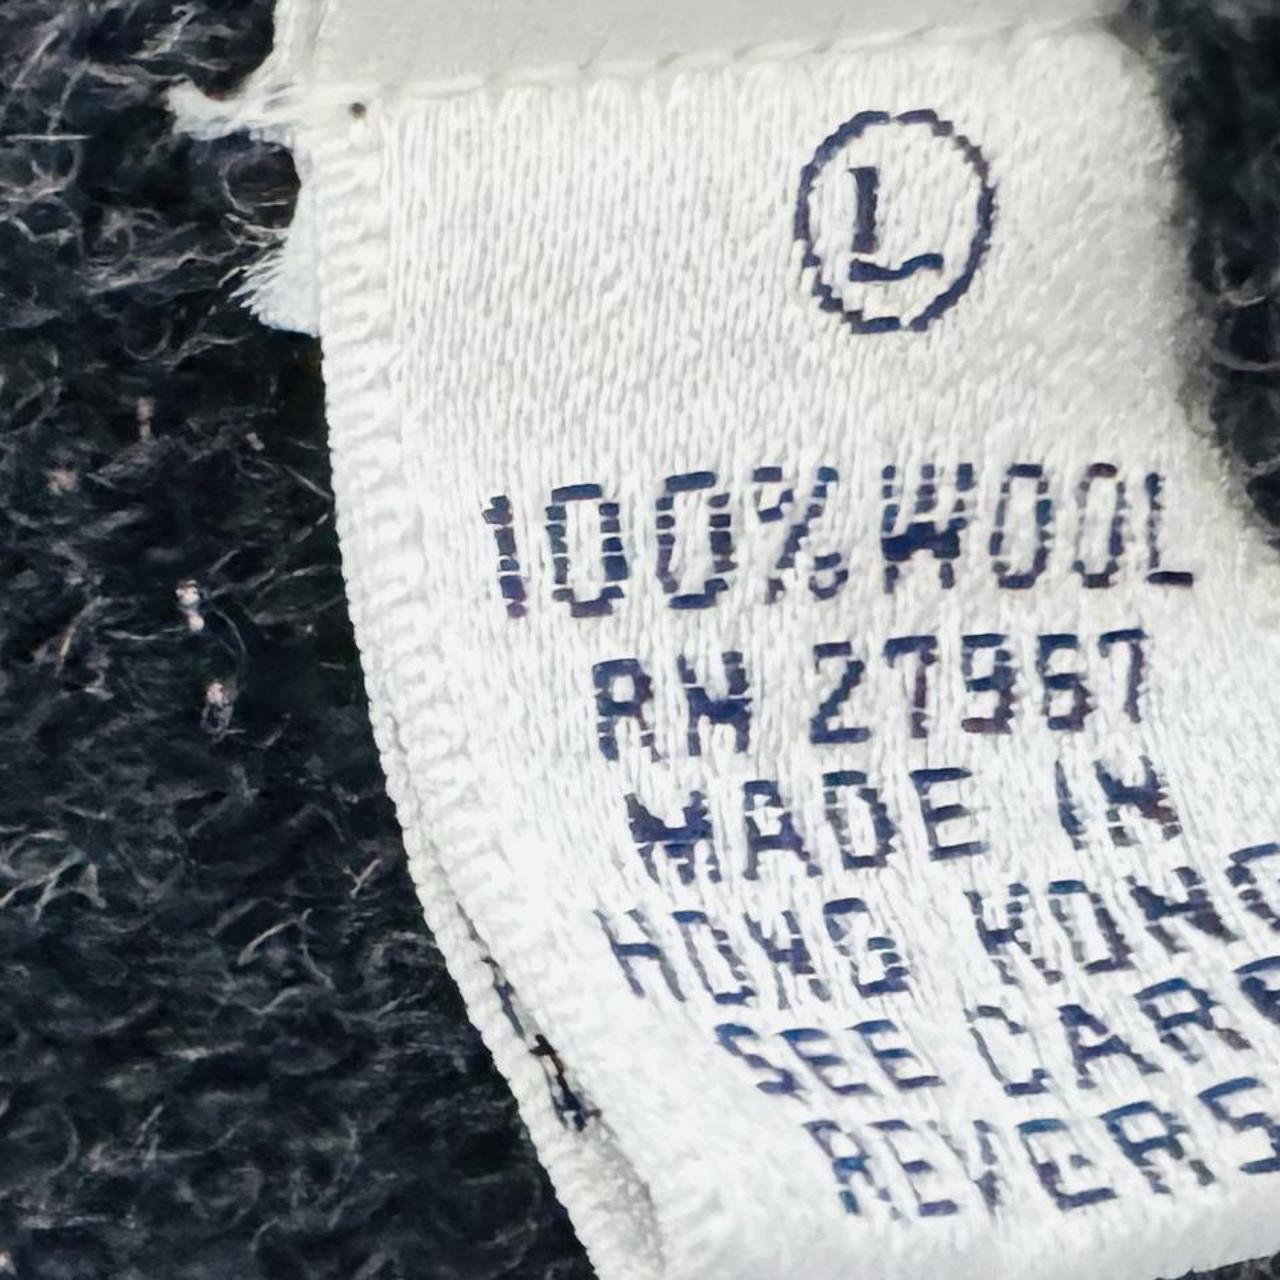 L
100% WOOL
RN 27967
MADE IN
HONG KONG
SEE CARE
REVERS